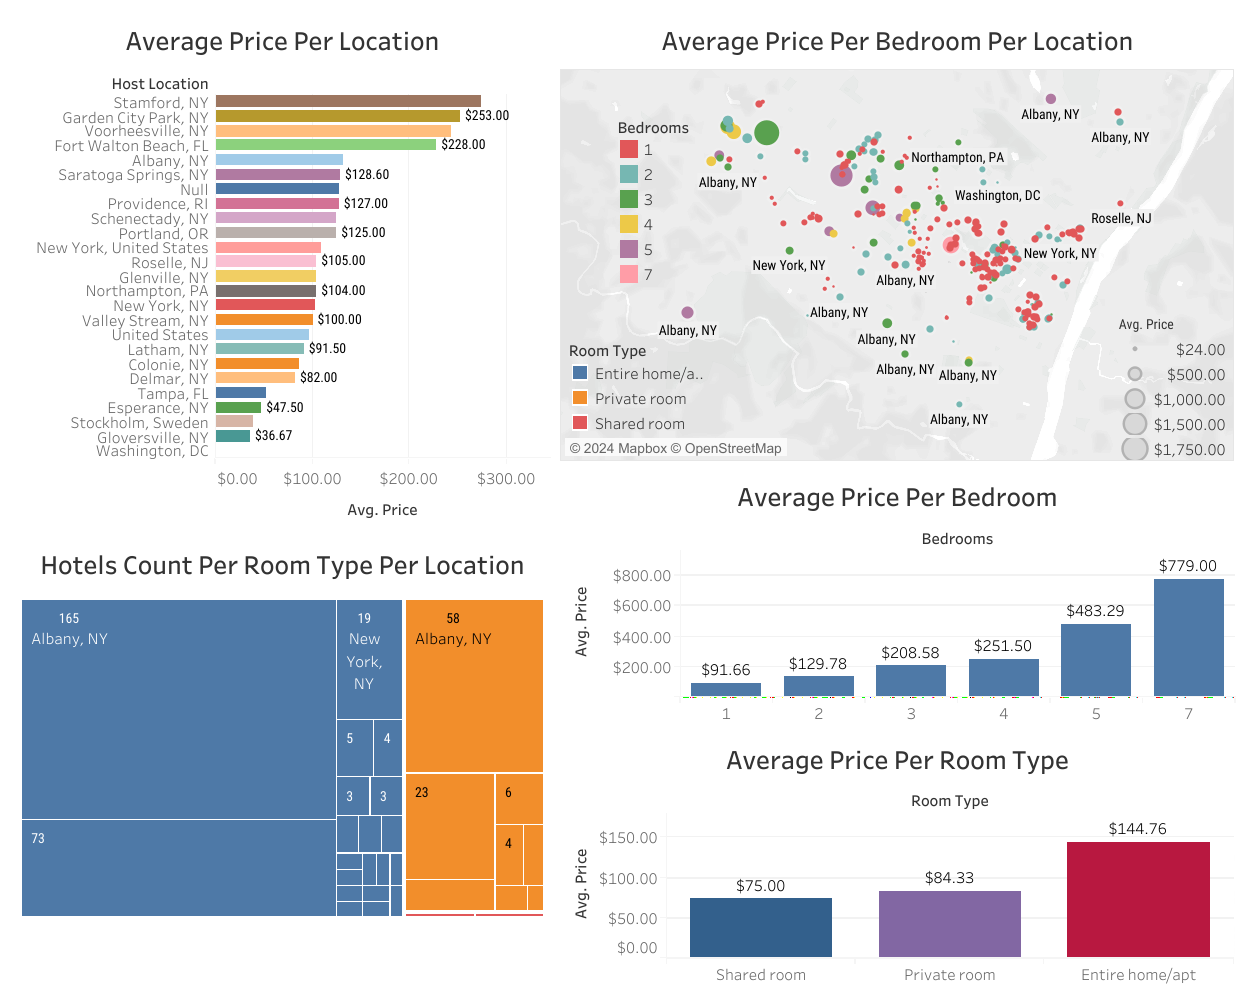 Average Price Per Location
Host Location
Stamford, NY
Garden City Park, NY
$253.00
Voorheesville, NY
Fort Walton Beach, FL
$228.00
Albany, NY
Saratoga Springs, NY
$128.60
Null
Providence, RI
$127.00
Schenectady, NY
Portland, OR
$125.00
New York, United States
Roselle, NJ
$105.00
Glenville, NY
Northampton, PA
$104.00
New York, NY
Valley Stream, NY
$100.00
United States
Latham, NY
$91.50
Colonie, NY
Delmar, NY
$82.00
Tampa, FL
Esperance, NY
$47.50
Stockholm, Sweden
Gloversville, NY
$36.67
Washington, DC
$0.00 $100.00 $200.00 $300.00
Avg. Price
Average Price Per Bedroom Per Location
Bedrooms
1
2
3
4
5
7
Albany, NY
Albany, NY
Northampton, PA
Albany, NY
Washington, DC
Roselle, NJ
New York, NY
New York, NY
Albany, NY
Albany, NY
Albany, NY
Albany, NY
Albany, NY
Albany, NY
Albany, NY
Room Type
Entire home/a..
Private room
Shared room
Avg. Price
$24.00
$500.00
$1,000.00
$1,500.00
$1,750.00
© 2024 Mapbox © OpenStreetMap
Hotels Count Per Room Type Per Location
165
Albany, NY
73
19
New
York,
NY
5 4
3 3
58
Albany, NY
23
6
4
Average Price Per Bedroom
Bedrooms
Avg. Price
$800.00
$600.00
$400.00
$200.00
$91.66
$129.78
$208.58
$251.50
$483.29
$779.00
1 2 3 4 5 7
Average Price Per Room Type
Room Type
Avg. Price
$150.00
$100.00
$50.00
$0.00
$75.00
$84.33
$144.76
Shared room Private room Entire home/apt